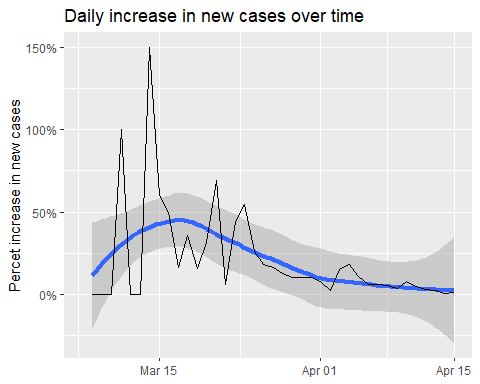 Daily increase in new cases over time
150%
100%
50%
0%
Percet increase in new cases
Mar 15
Apr 01
Apr 15